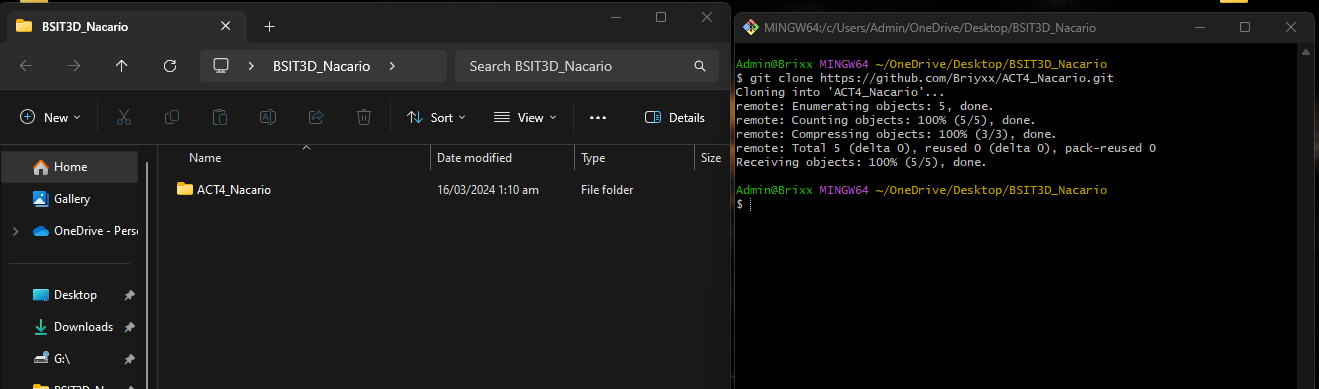 BSIT3D_Nacario
BSIT3D_Nacario
Search BSIT3D_Nacario
New
Sort
View
Details
Name
Date modified
Type
Size
Home
ACT4_Nacario
16/03/2024 1:10 am
File folder
Gallery
OneDrive - Pers
Desktop
Downloads
G:\
BSIT3D_N
MINGW64:/c/Users/Admin/OneDrive/Desktop/BSIT3D_Nacario
Admin@Brixx MINGW64 ~/OneDrive/Desktop/BSIT3D_Nacario
$ git clone https://github.com/Briyxx/ACT4_Nacario.git
Cloning into 'ACT4_Nacario'...
remote: Enumerating objects: 5, done.
remote: Counting objects: 100% (5/5), done.
remote: Compressing objects: 100% (3/3), done.
remote: Total 5 (delta 0), reused 0 (delta 0), pack-reused 0
Receiving objects: 100% (5/5), done.
Admin@Brixx MINGW64 ~/OneDrive/Desktop/BSIT3D_Nacario
$